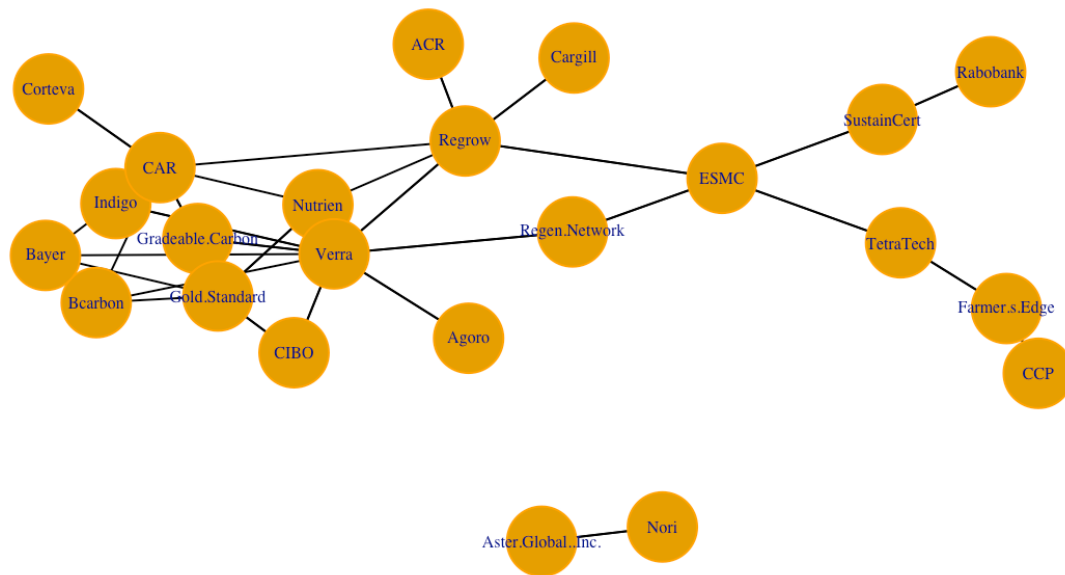 ACR
Cargill
Rabobank
Corteva
SustainCert
Regrow
CAR
ESMC
Indigo
Nutrien
Regen.Network
Gradeable.Carbon
TetraTech
Bayer
Verra
Bcarbon
Gold.Standard
Farmer.s.Edge
Agoro
CIBO
CCP
Nori
Aster.Global..Inc.